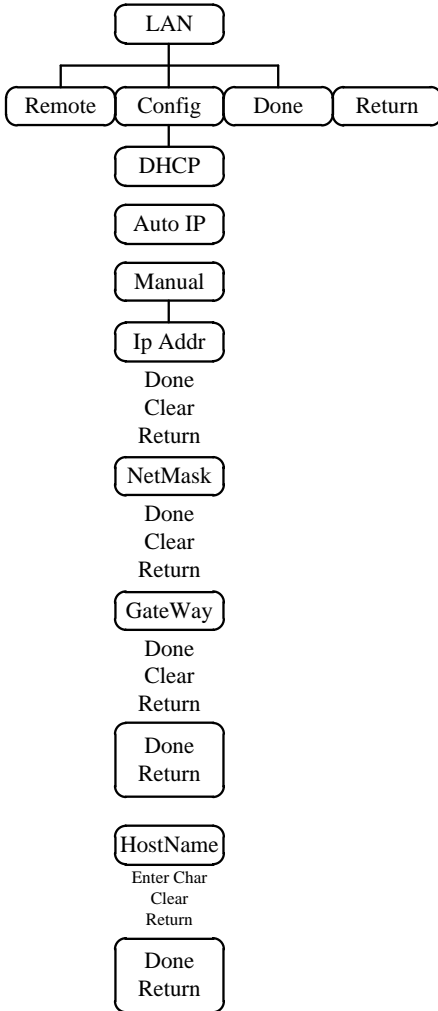 LAN
Remote Config Done Return
DHCP
Auto IP
Manual
Ip Addr
Done
Clear
Return
NetMask
Done
Clear
Return
GateWay
Done
Clear
Return
Done
Return
HostName
Enter Char
Clear
Return
Done
Return